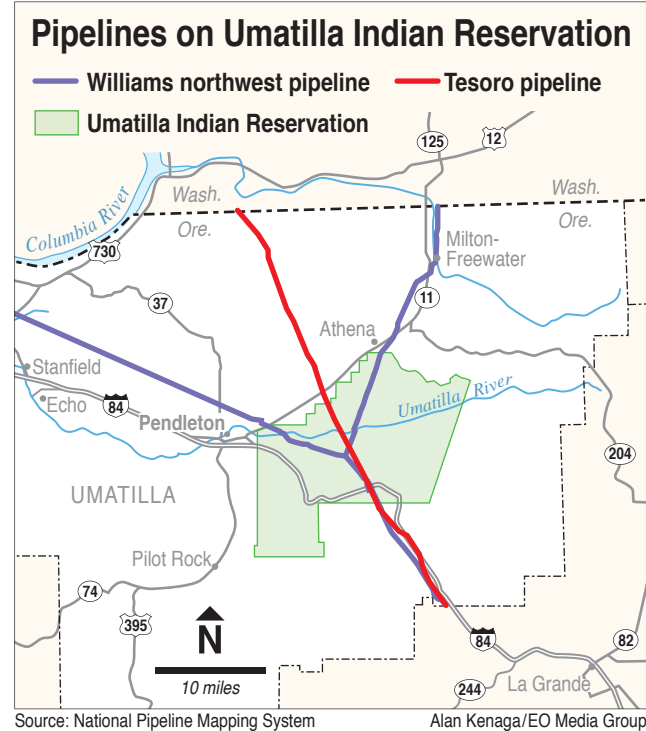 Pipelines on Umatilla Indian Reservation
Williams northwest pipeline
Tesoro pipeline
Umatilla Indian Reservation
125
12
Wash.
Wash.
Ore.
Ore.
Columbia River
730
Milton-
Freewater
37
11
Athena
Stanfield
Echo
84
Pendleton
Umatilla River
204
UMATILLA
Pilot Rock
74
395
N
10 miles
84
82
244
La Grande
Source: National Pipeline Mapping System
Alan Kenaga/EO Media Group